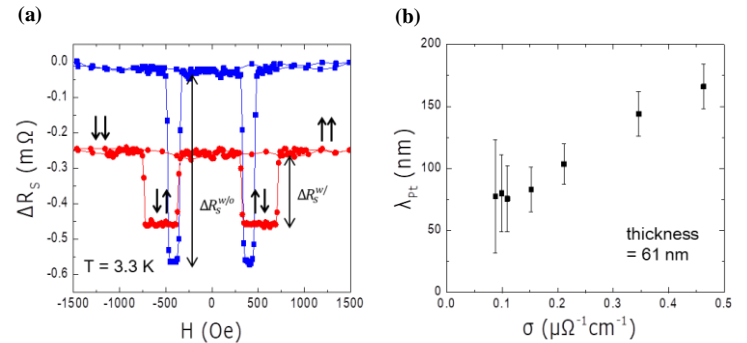 (a)
0.0
-0.1
-0.2
-0.3
-0.4
-0.5
-0.6
ΔR_S (mΩ)
ΔR_S^{w/o}
ΔR_S^{w/}
T = 3.3 K
-1500 -1000 -500 0 500 1000 1500
H (Oe)
(b)
200
150
100
50
0
λ_Pt (nm)
thickness
= 61 nm
0.0 0.1 0.2 0.3 0.4 0.5
σ (μΩ⁻¹cm⁻¹)